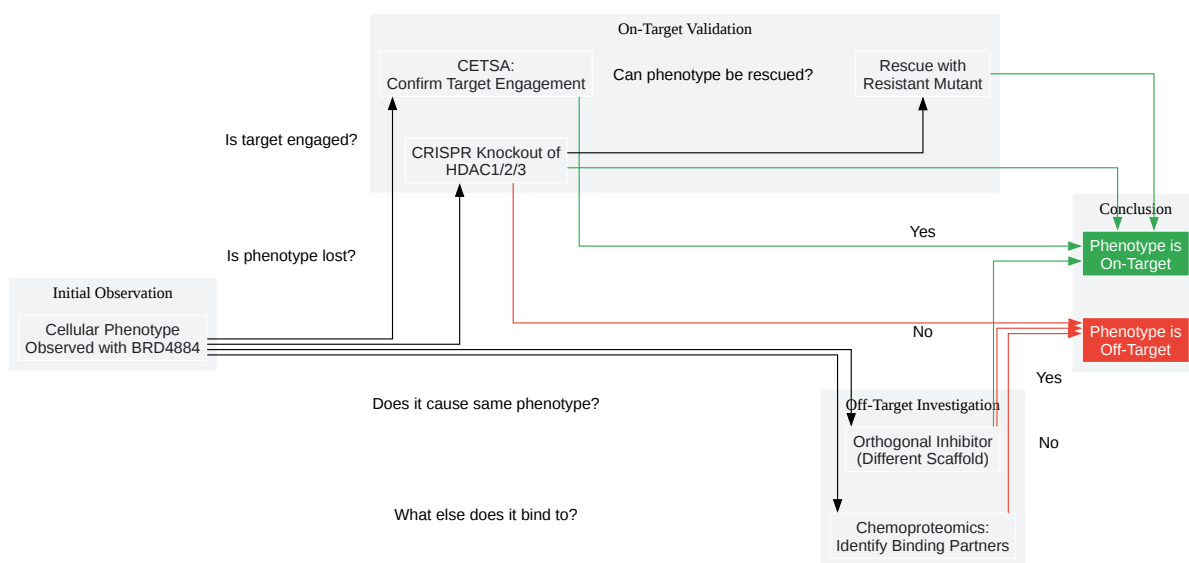 On-Target Validation
CETSA:
Confirm Target Engagement
Can phenotype be rescued?
Rescue with
Resistant Mutant
Is target engaged?
CRISPR Knockout of
HDAC1/2/3
Conclusion
Yes
Phenotype is
On-Target
Is phenotype lost?
Initial Observation
Cellular Phenotype
Observed with BRD4884
No
Phenotype is
Off-Target
Yes
Does it cause same phenotype?
Off-Target Investigation
Orthogonal Inhibitor
(Different Scaffold)
No
What else does it bind to?
Chemoproteomics:
Identify Binding Partners